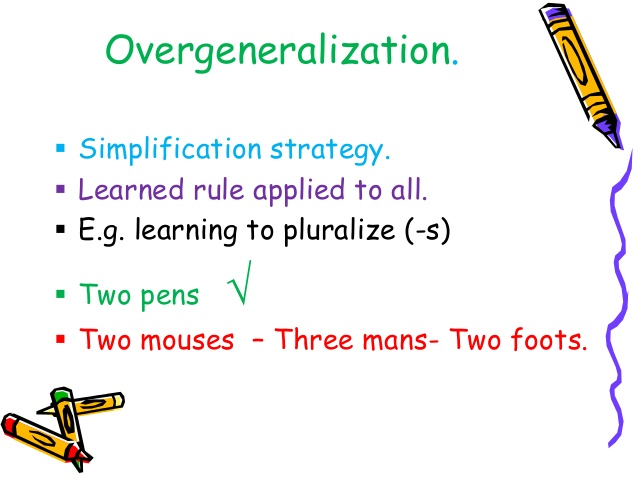 Overgeneralization.
▪ Simplification strategy.
▪ Learned rule applied to all.
▪ E.g. learning to pluralize (-s)
▪ Two pens √
▪ Two mouses – Three mans- Two foots.